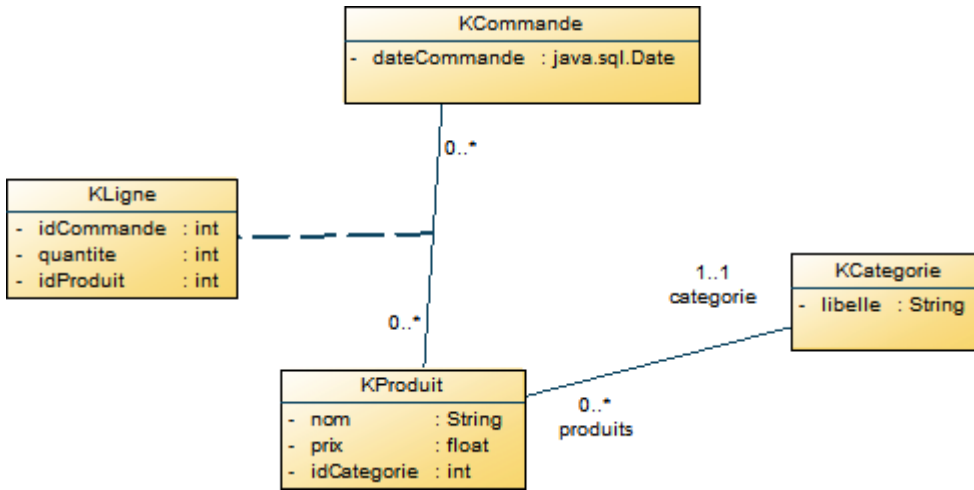 KCommande
- dateCommande : java.sql.Date
0..*
KLigne
- idCommande : int
- quantite : int
- idProduit : int
0..*
1..1
categorie
KCategorie
- libelle : String
0..*
produits
KProduit
- nom : String
- prix : float
- idCategorie : int